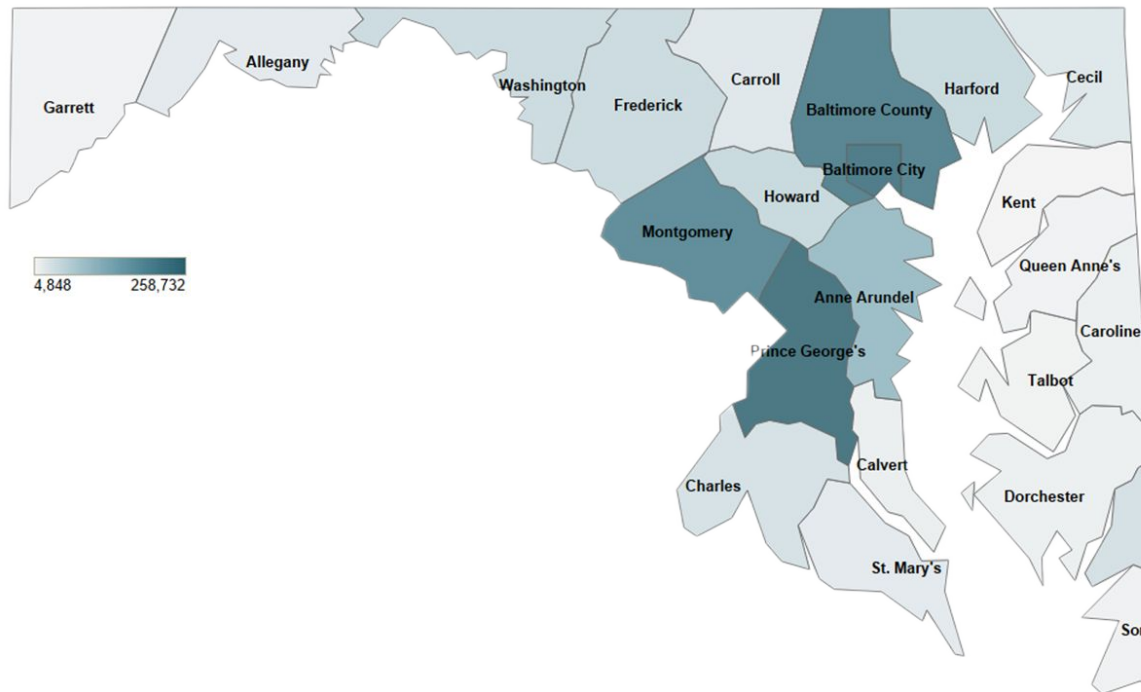 Allegany
Garrett
Washington
Frederick
Carroll
Baltimore County
Harford
Cecil
Baltimore City
Howard
Kent
Montgomery
Queen Anne's
4,848 258,732
Anne Arundel
Caroline
Prince George's
Talbot
Calvert
Charles
Dorchester
St. Mary's